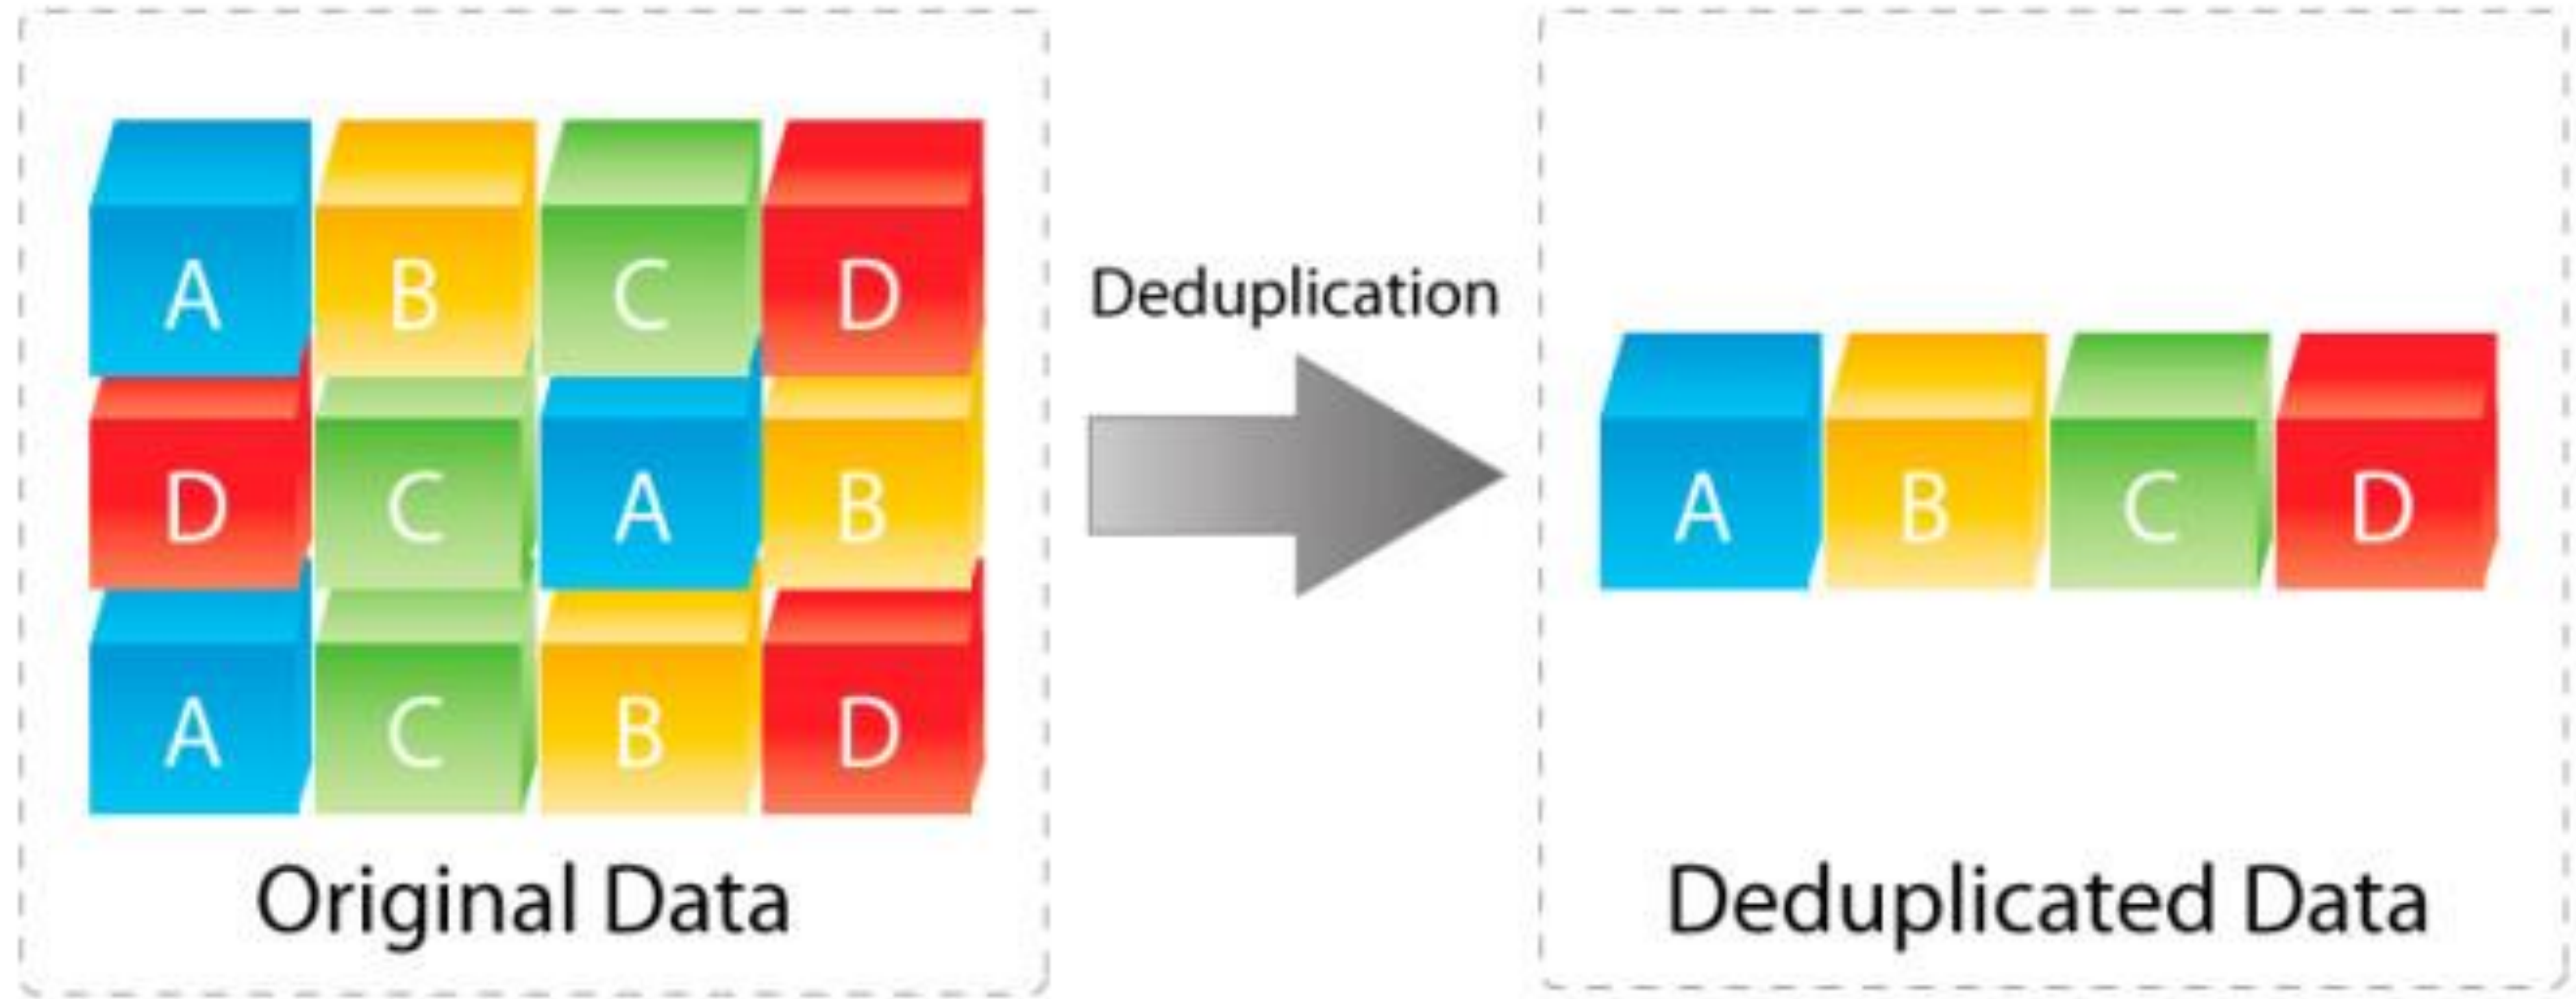 A B C D
D C A B
A C B D
Original Data
Deduplication
A B C D
Deduplicated Data